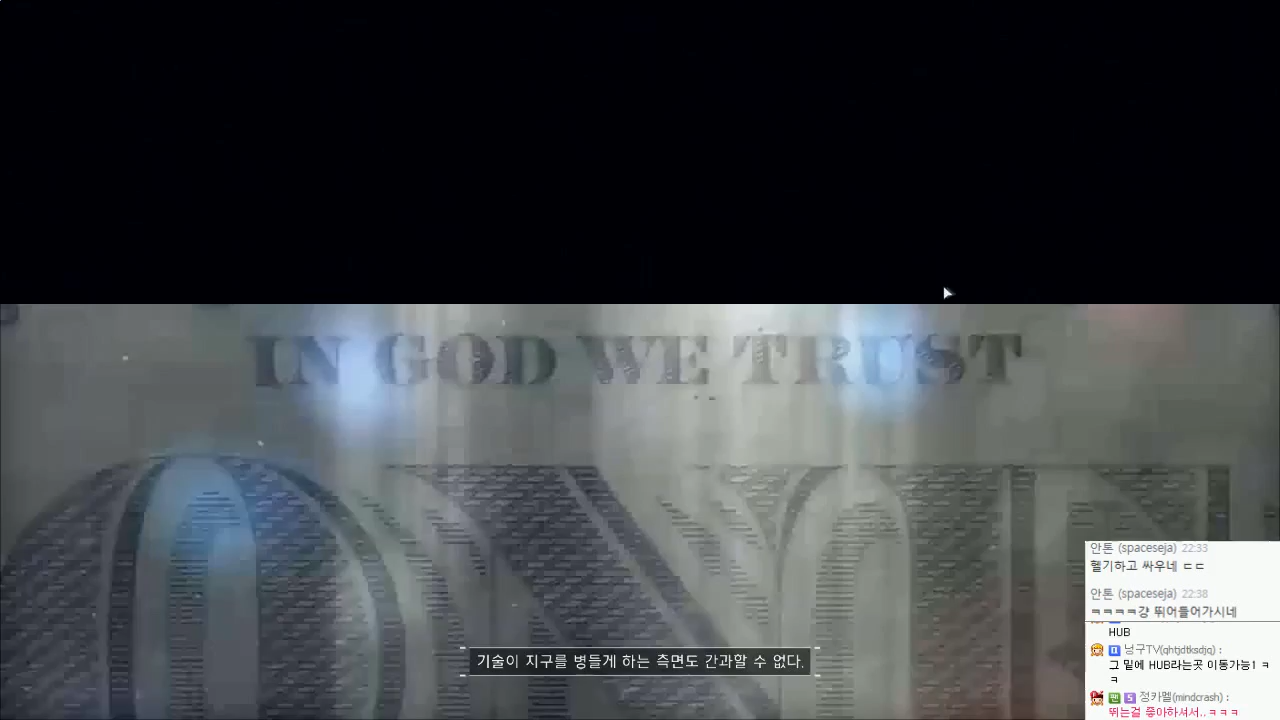 IN GOD WE TRUST
ON
기술이 지구를 병들게 하는 측면도 간과할 수 없다.
안톤 (spaceseja) 22:33
헬기하고 싸우네 ㄷㄷ
안톤 (spaceseja) 22:38
ㅋㅋㅋㅋ걍 뛰어들어가시네
HUB
넝구TV(qhtjdtksdjq) :
그 밑에 HUB라는곳 이동가능! ㅋ
ㅋ
팬 S 정카멜(mindcrash) :
뛰는걸 좋아하셔서..ㅋㅋㅋ